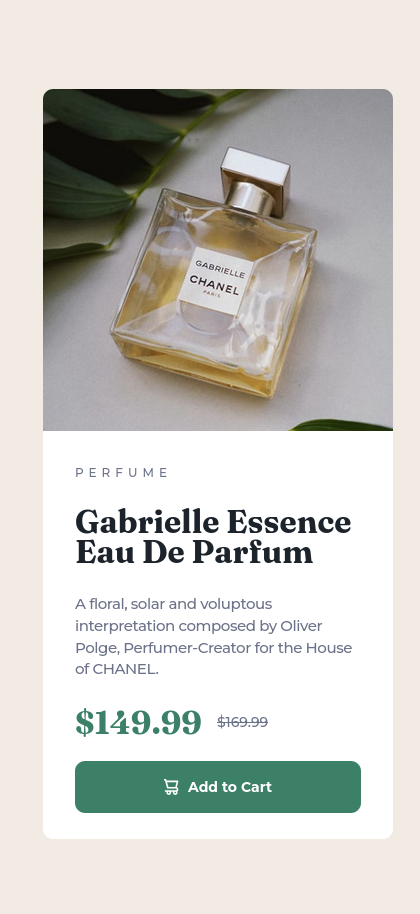 GABRIELLE
CHANEL
PARIS
PERFUME
Gabrielle Essence
Eau De Parfum
A floral, solar and voluptous
interpretation composed by Oliver
Polge, Perfumer-Creator for the House
of CHANEL.
$149.99 $169.99
Add to Cart